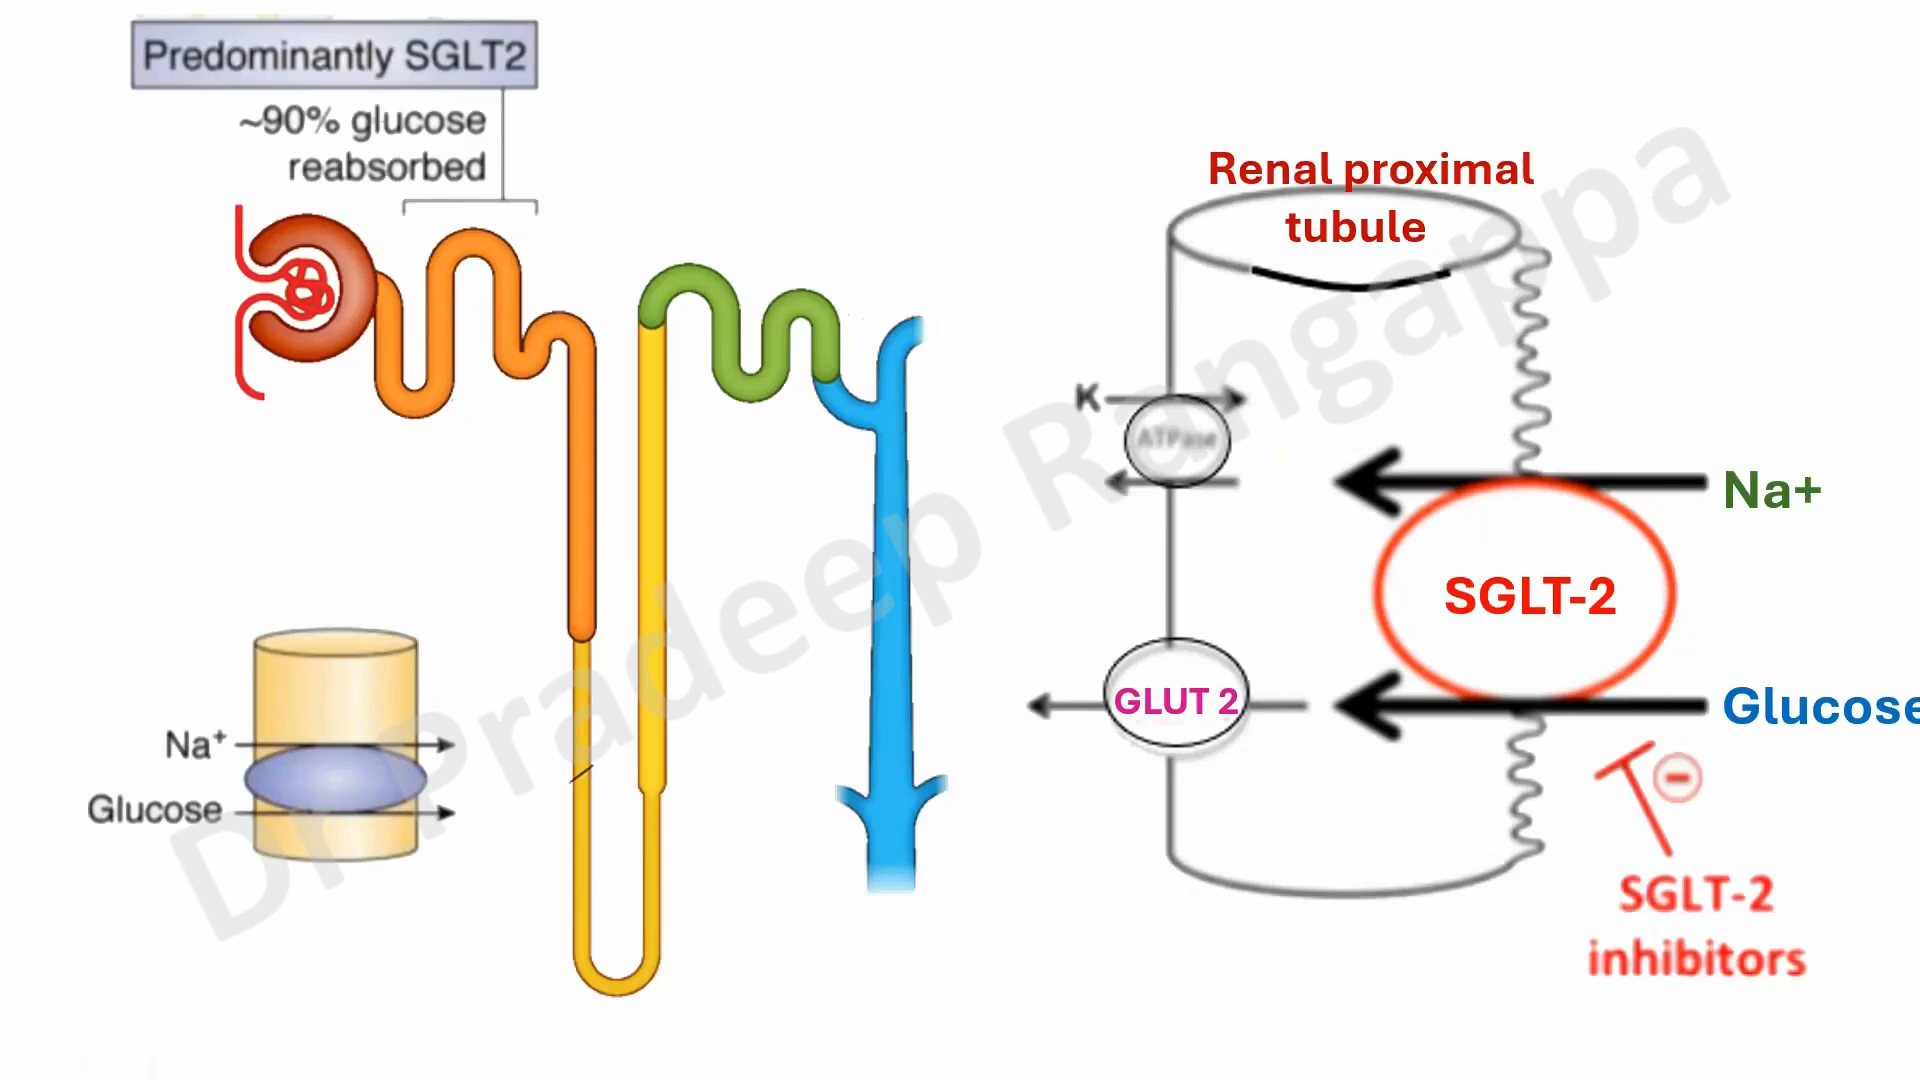 Predominantly SGLT2
~90% glucose
reabsorbed
Na⁺
Glucose
Renal proximal
tubule
K
ATPase
Na+
SGLT-2
GLUT 2
Glucose
SGLT-2
inhibitors
Dr Pradeep Rangappa